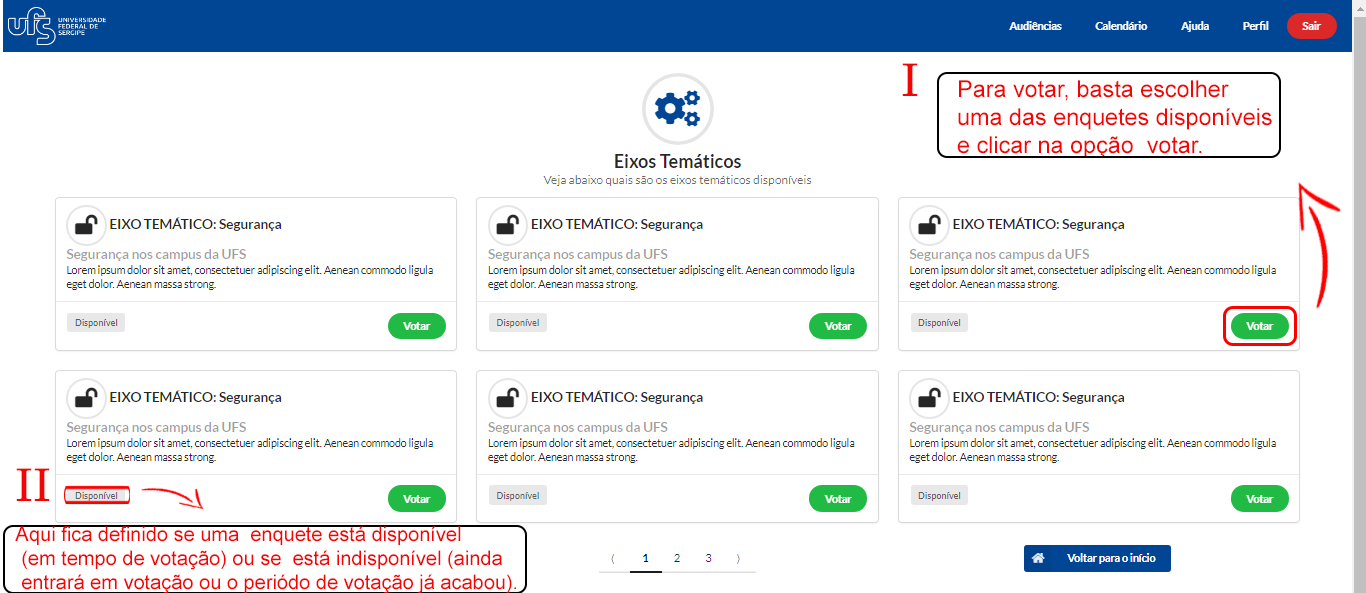 ufs UNIVERSIDADE
FEDERAL DE
SERGIPE
Audiências Calendário Ajuda Perfil Sair
I
Para votar, basta escolher
uma das enquetes disponíveis
e clicar na opção votar.
Eixos Temáticos
Veja abaixo quais são os eixos temáticos disponíveis
EIXO TEMÁTICO: Segurança
Segurança nos campus da UFS
Lorem ipsum dolor sit amet, consectetuer adipiscing elit. Aenean commodo ligula
eget dolor. Aenean massa strong.
Disponível Votar
EIXO TEMÁTICO: Segurança
Segurança nos campus da UFS
Lorem ipsum dolor sit amet, consectetuer adipiscing elit. Aenean commodo ligula
eget dolor. Aenean massa strong.
Disponível Votar
EIXO TEMÁTICO: Segurança
Segurança nos campus da UFS
Lorem ipsum dolor sit amet, consectetuer adipiscing elit. Aenean commodo ligula
eget dolor. Aenean massa strong.
Disponível Votar
EIXO TEMÁTICO: Segurança
Segurança nos campus da UFS
Lorem ipsum dolor sit amet, consectetuer adipiscing elit. Aenean commodo ligula
eget dolor. Aenean massa strong.
II
Disponível Votar
EIXO TEMÁTICO: Segurança
Segurança nos campus da UFS
Lorem ipsum dolor sit amet, consectetuer adipiscing elit. Aenean commodo ligula
eget dolor. Aenean massa strong.
Disponível Votar
EIXO TEMÁTICO: Segurança
Segurança nos campus da UFS
Lorem ipsum dolor sit amet, consectetuer adipiscing elit. Aenean commodo ligula
eget dolor. Aenean massa strong.
Disponível Votar
Aqui fica definido se uma enquete está disponível
(em tempo de votação) ou se está indisponível (ainda
entrará em votação ou o periódo de votação já acabou).
⟨ 1 2 3 ⟩
Voltar para o início